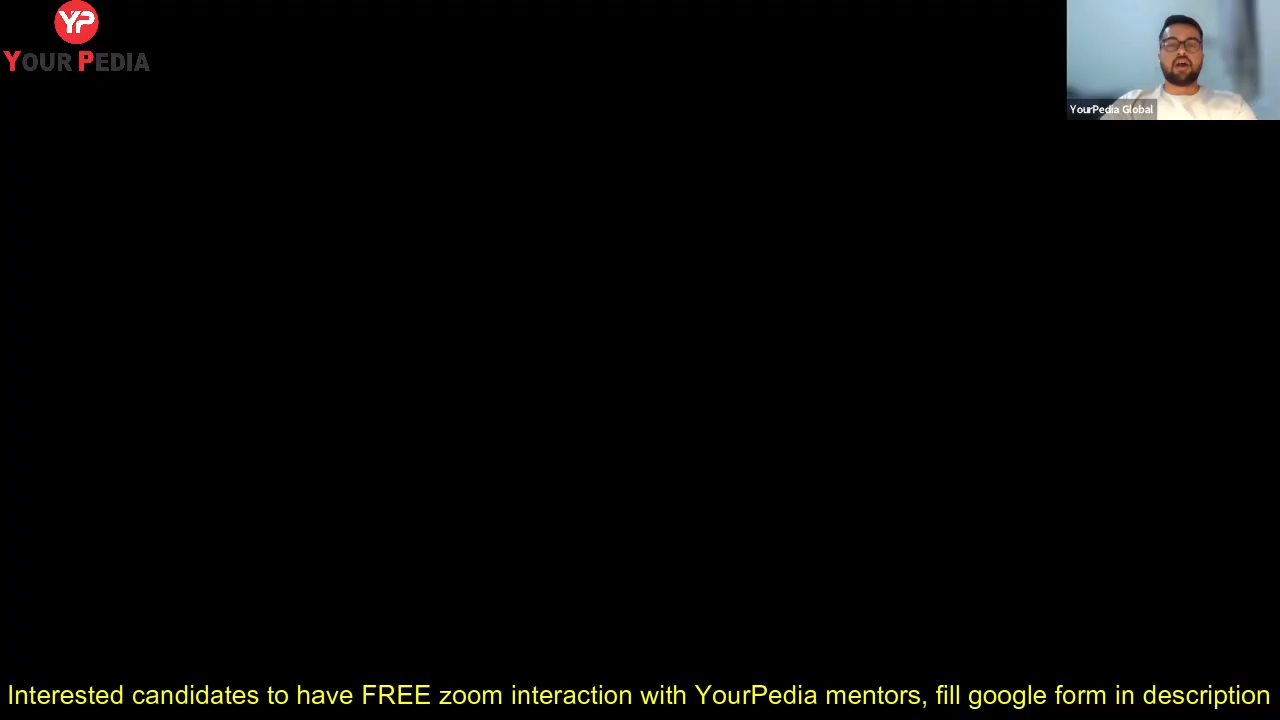 YP
YOUR PEDIA
YourPedia Global
Interested candidates to have FREE zoom interaction with YourPedia mentors, fill google form in description